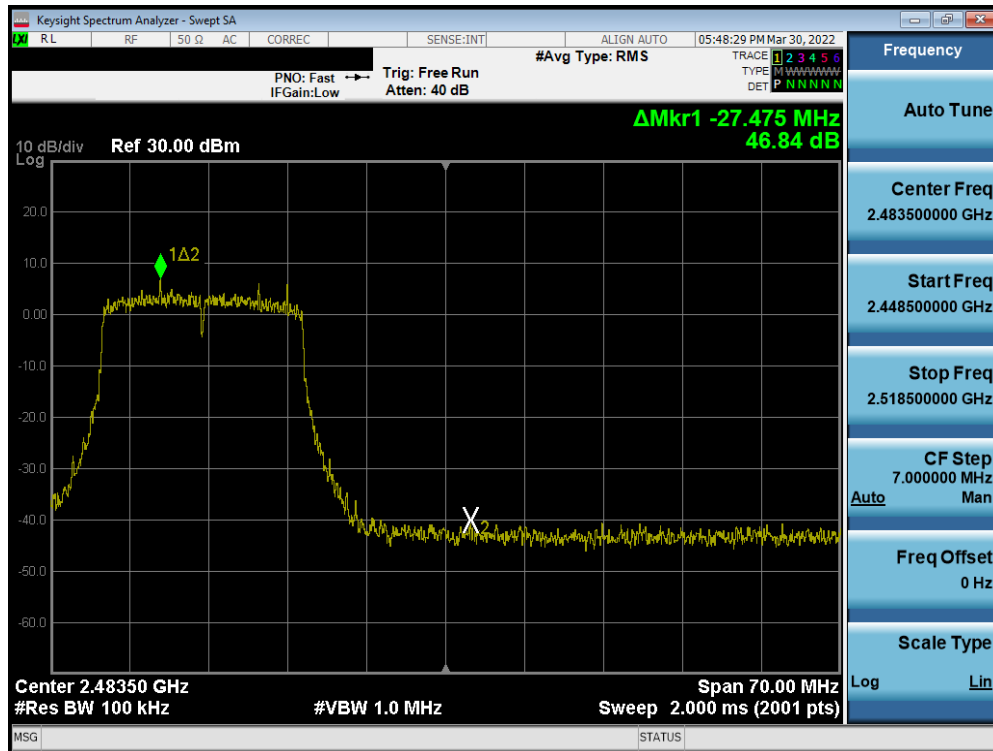 Keysight Spectrum Analyzer - Swept SA
LXI RL RF 50 Ω AC CORREC SENSE:INT ALIGN AUTO 05:48:29 PM Mar 30, 2022
PNO: Fast
IFGain:Low
Trig: Free Run
Atten: 40 dB
#Avg Type: RMS
TRACE 1 2 3 4 5 6
TYPE M WWWWW
DET P N N N N N
ΔMkr1 -27.475 MHz
46.84 dB
10 dB/div Ref 30.00 dBm
Log
20.0
10.0
0.00
-10.0
-20.0
-30.0
-40.0
-50.0
-60.0
1Δ2
X2
Center 2.48350 GHz Span 70.00 MHz
#Res BW 100 kHz #VBW 1.0 MHz Sweep 2.000 ms (2001 pts)
MSG STATUS
Frequency
Auto Tune
Center Freq
2.483500000 GHz
Start Freq
2.448500000 GHz
Stop Freq
2.518500000 GHz
CF Step
7.000000 MHz
Auto Man
Freq Offset
0 Hz
Scale Type
Log Lin